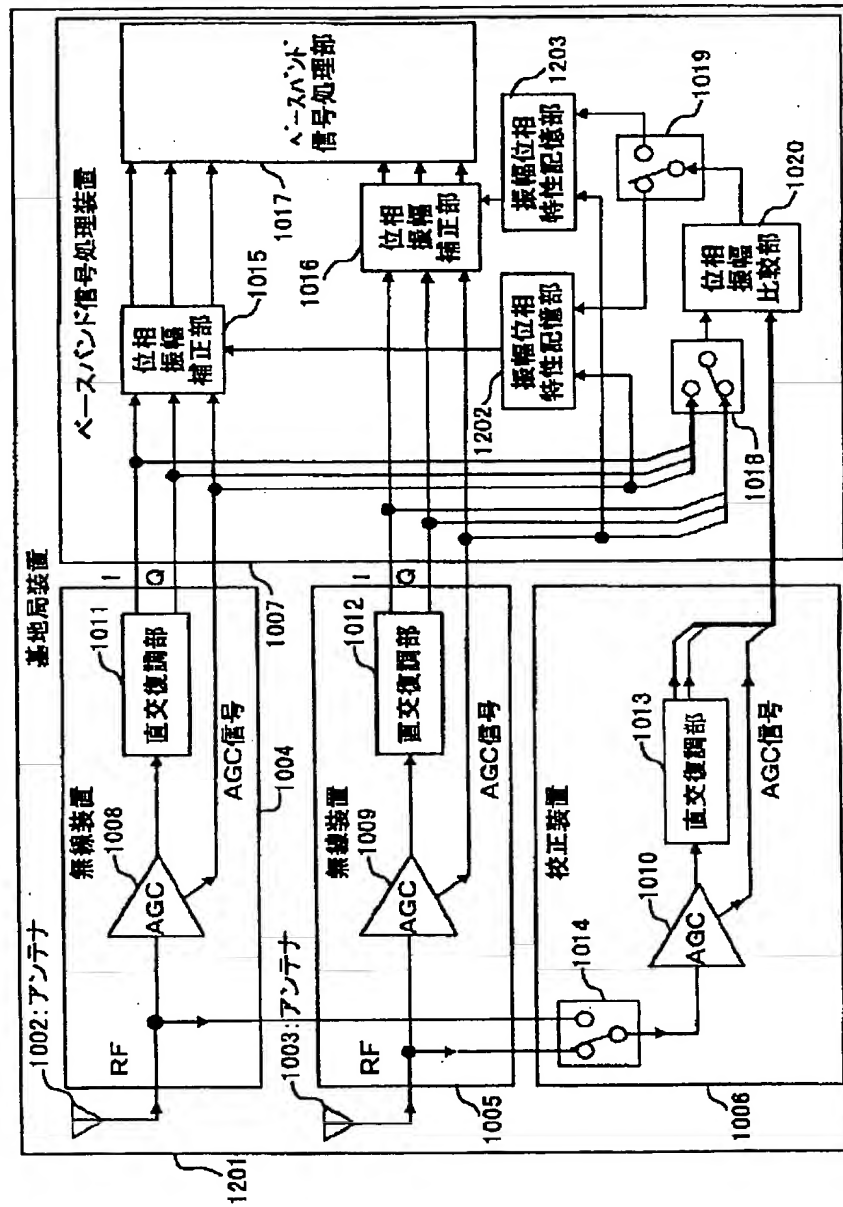 基地局装置
1201
1002:アンテナ
RF
無線装置
1008
AGC
1011
直交復調部
AGC信号
1004
I
Q
1003:アンテナ
RF
無線装置
1009
AGC
1012
直交復調部
AGC信号
1005
I
Q
校正装置
1014
1010
AGC
1013
直交復調部
AGC信号
1006
ベースバンド信号処理装置
1007
1015
位相
振幅
補正部
1016
位相
振幅
補正部
1017
ベースバンド
信号処理部
1202
振幅位相
特性記憶部
1203
振幅位相
特性記憶部
1018
1019
1020
位相
振幅
比較部